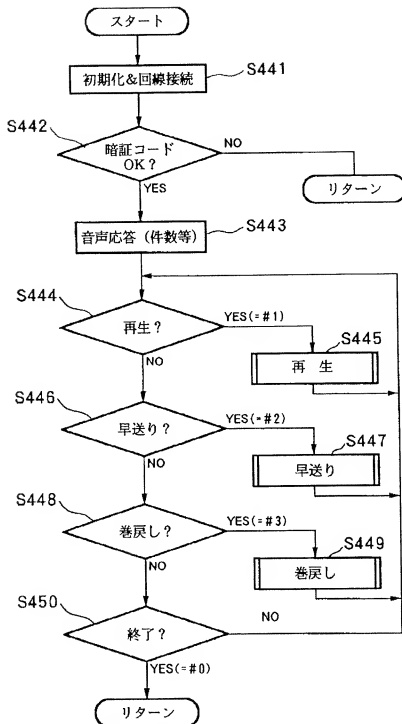 スタート
S441
初期化&回線接続
S442
暗証コード
OK?
NO
YES
リターン
S443
音声応答(件数等)
S444
再生?
YES(=#1)
NO
S445
再 生
S446
早送り?
YES(=#2)
NO
S447
早送り
S448
巻戻し?
YES(=#3)
NO
S449
巻戻し
S450
終了?
NO
YES(=#0)
リターン